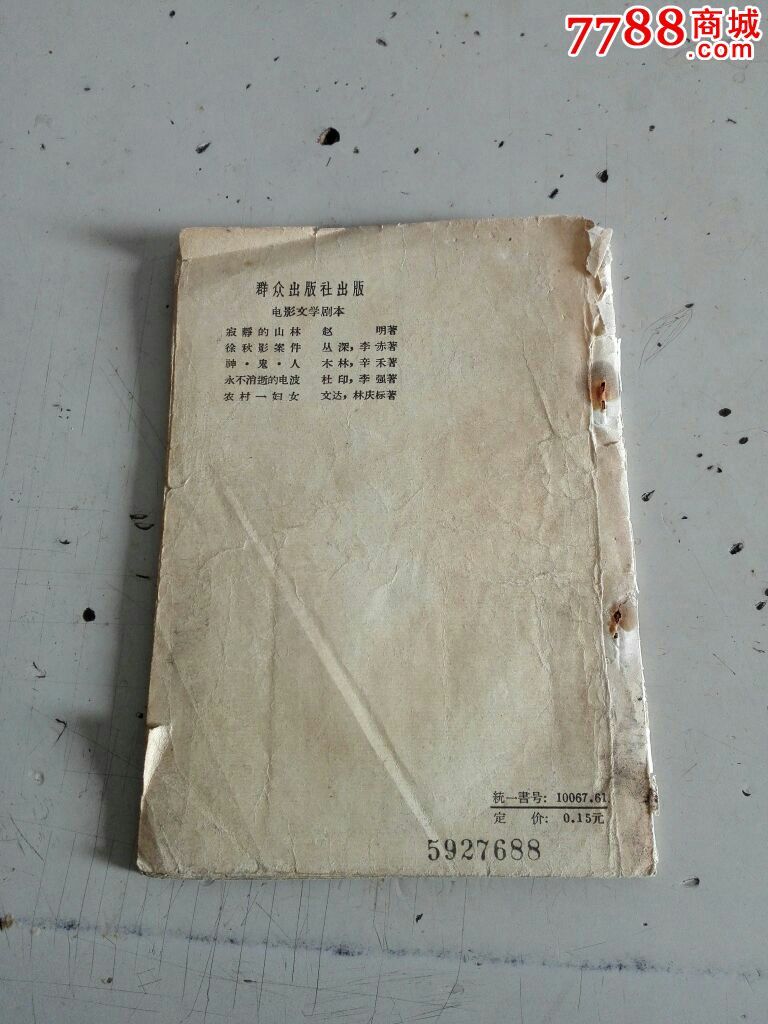 7788商城
.com
群众出版社出版
电影文学剧本
寂靜的山林 赵 明著
徐秋影案件 丛深，李赤著
神·鬼·人 木林，辛禾著
永不消逝的电波 杜印，李强著
农村一妇女 文达，林庆标著
統一書号：10067.61
定 价：0.15元
5927688